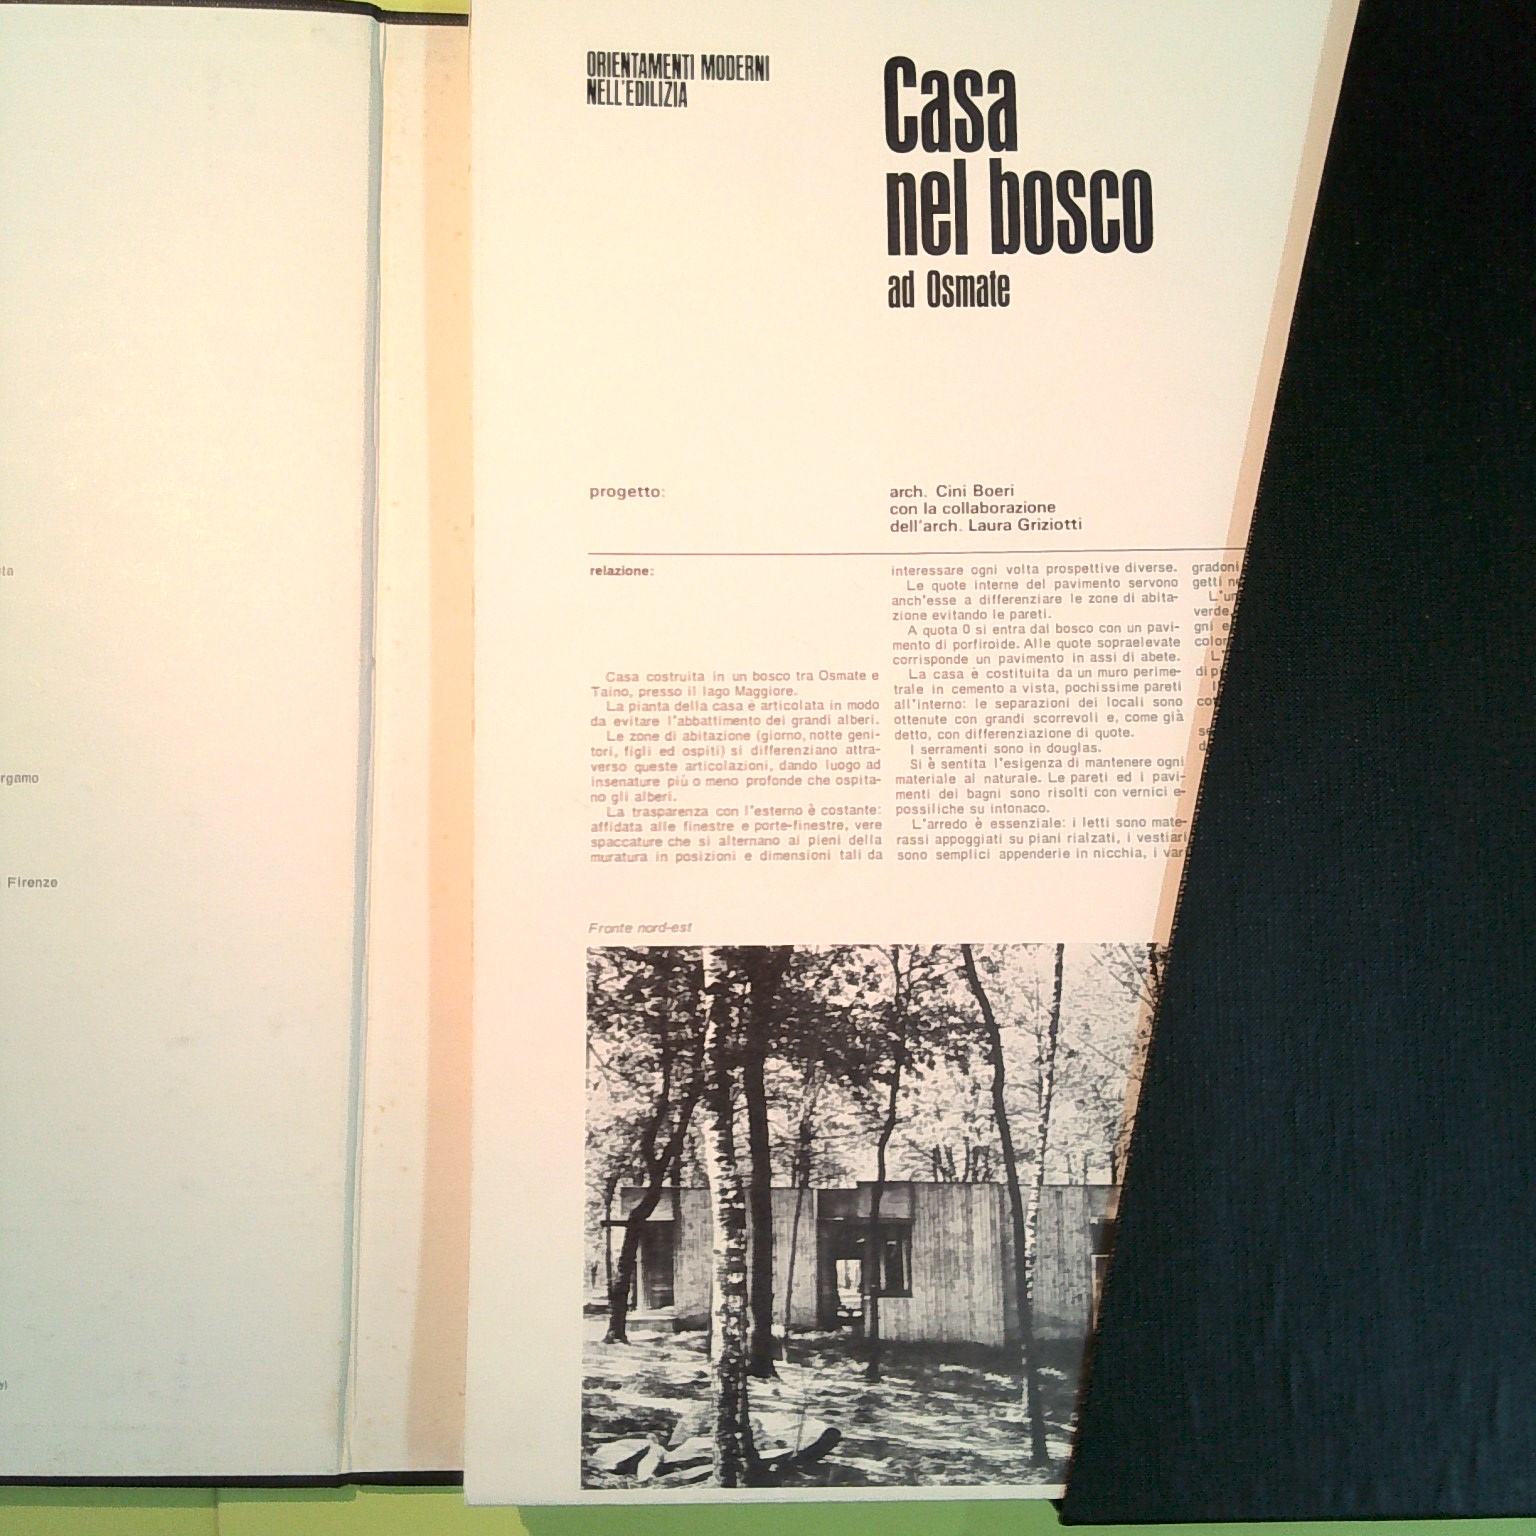 ORIENTAMENTI MODERNI
NELL'EDILIZIA
Casa
nel bosco
ad Osmate
progetto:
arch. Cini Boeri
con la collaborazione
dell'arch. Laura Griziotti
relazione:
Casa costruita in un bosco tra Osmate e
Taino, presso il lago Maggiore.
La pianta della casa è articolata in modo
da evitare l'abbattimento dei grandi alberi.
Le zone di abitazione (giorno, notte geni-
tori, figli ed ospiti) si differenziano attra-
verso queste articolazioni, dando luogo ad
insenature più o meno profonde che ospita-
no gli alberi.
La trasparenza con l'esterno è costante:
affidata alle finestre e porte-finestre, vere
spaccature che si alternano ai pieni della
muratura in posizioni e dimensioni tali da
interessare ogni volta prospettive diverse.
Le quote interne del pavimento servono
anch'esse a differenziare le zone di abita-
zione evitando le pareti.
A quota 0 si entra dal bosco con un pavi-
mento di porfiroide. Alle quote sopraelevate
corrisponde un pavimento in assi di abete.
La casa è costituita da un muro perime-
trale in cemento a vista, pochissime pareti
all'interno: le separazioni dei locali sono
ottenute con grandi scorrevoli e, come già
detto, con differenziazione di quote.
I serramenti sono in douglas.
Si è sentita l'esigenza di mantenere ogni
materiale al naturale. Le pareti ed i pavi-
menti dei bagni sono risolti con vernici e-
possiliche su intonaco.
L'arredo è essenziale: i letti sono mate-
rassi appoggiati su piani rialzati, i vestiari
sono semplici appenderie in nicchia, i var
gradoni
getti
L'un
verde,
gni e
color
L'
di p
Fronte nord-est
ta
rgamo
Firenze
y)